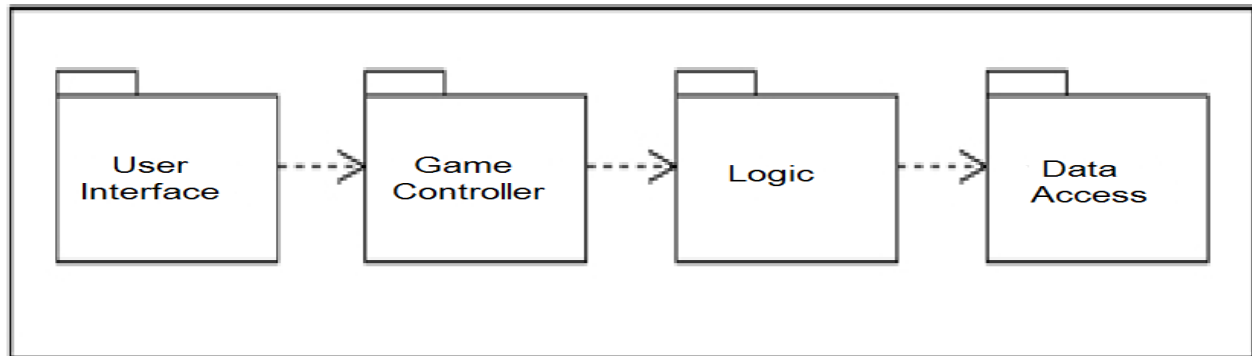 User
Interface
Game
Controller
Logic
Data
Access